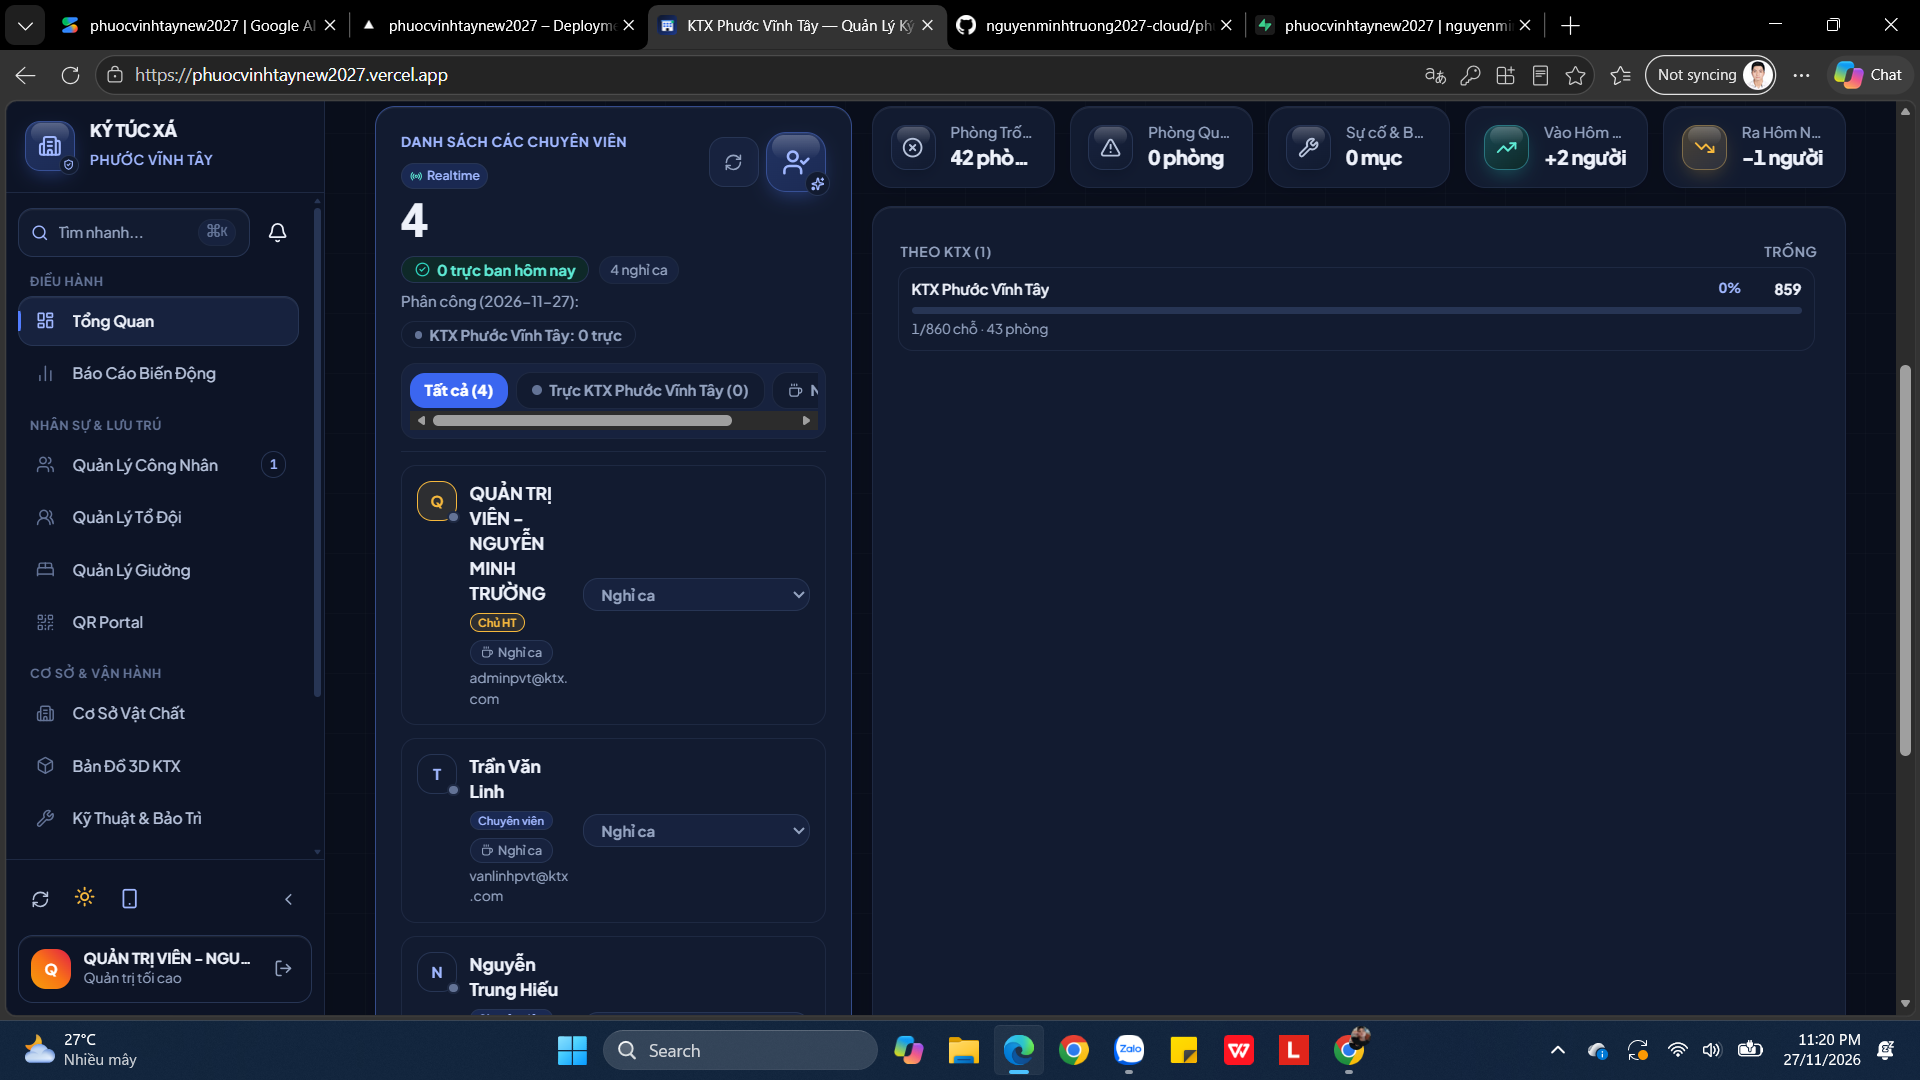 phuocvinhtaynew2027 | Google AI
phuocvinhtaynew2027 – Deployme
KTX Phước Vĩnh Tây — Quản Lý Ký
nguyenminhtruong2027-cloud/ph
phuocvinhtaynew2027 | nguyenmi
https://phuocvinhtaynew2027.vercel.app
Not syncing
Chat
KÝ TÚC XÁ
PHƯỚC VĨNH TÂY
Tìm nhanh...
⌘K
ĐIỀU HÀNH
Tổng Quan
Báo Cáo Biến Động
NHÂN SỰ & LƯU TRÚ
Quản Lý Công Nhân
1
Quản Lý Tổ Đội
Quản Lý Giường
QR Portal
CƠ SỞ & VẬN HÀNH
Cơ Sở Vật Chất
Bản Đồ 3D KTX
Kỹ Thuật & Bảo Trì
Q
QUẢN TRỊ VIÊN - NGU...
Quản trị tối cao
DANH SÁCH CÁC CHUYÊN VIÊN
Realtime
4
0 trực ban hôm nay
4 nghỉ ca
Phân công (2026-11-27):
KTX Phước Vĩnh Tây: 0 trực
Tất cả (4)
Trực KTX Phước Vĩnh Tây (0)
N
Q
QUẢN TRỊ
VIÊN -
NGUYỄN
MINH
TRƯỜNG
Chủ HT
Nghỉ ca
adminpvt@ktx.
com
Nghỉ ca
T
Trần Văn
Linh
Chuyên viên
Nghỉ ca
vanlinhpvt@ktx
.com
Nghỉ ca
N
Nguyễn
Trung Hiếu
Phòng Trố...
42 phò...
Phòng Qu...
0 phòng
Sự cố & B...
0 mục
Vào Hôm ...
+2 người
Ra Hôm N...
-1 người
THEO KTX (1)
TRỐNG
KTX Phước Vĩnh Tây
0%
859
1/860 chỗ · 43 phòng
27°C
Nhiều mây
Search
Zalo
W
L
11:20 PM
27/11/2026